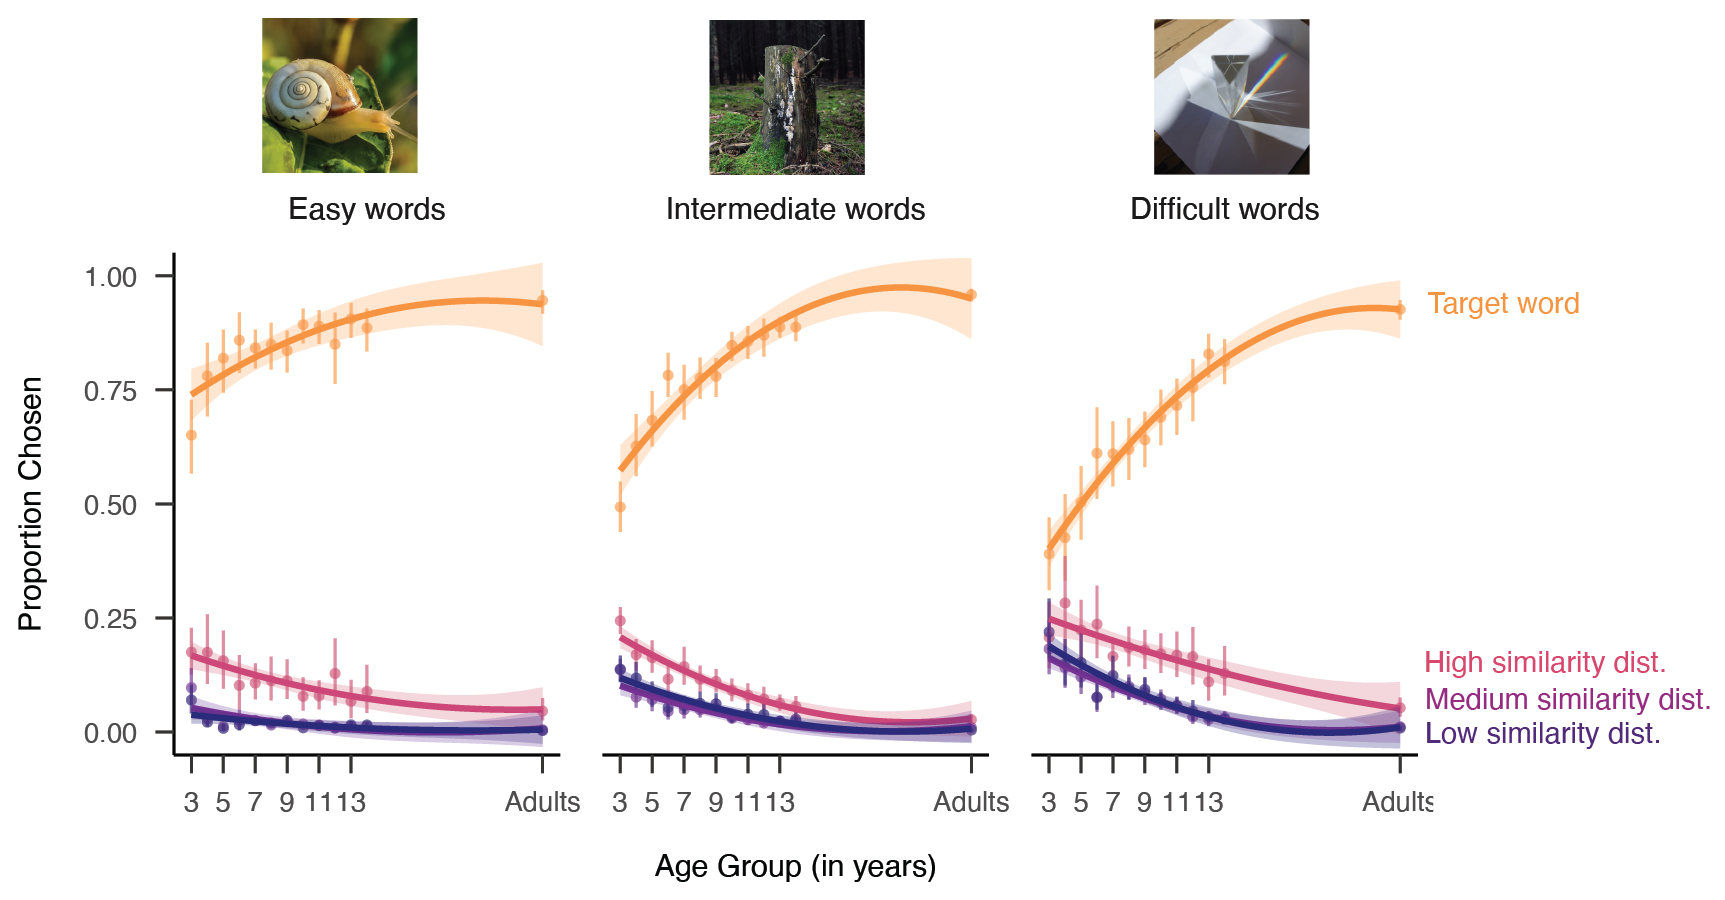 Easy words
Intermediate words
Difficult words
Proportion Chosen
1.00
0.75
0.50
0.25
0.00
Target word
High similarity dist.
Medium similarity dist.
Low similarity dist.
3 5 7 9 11 13 Adults
3 5 7 9 11 13 Adults
3 5 7 9 11 13 Adults
Age Group (in years)